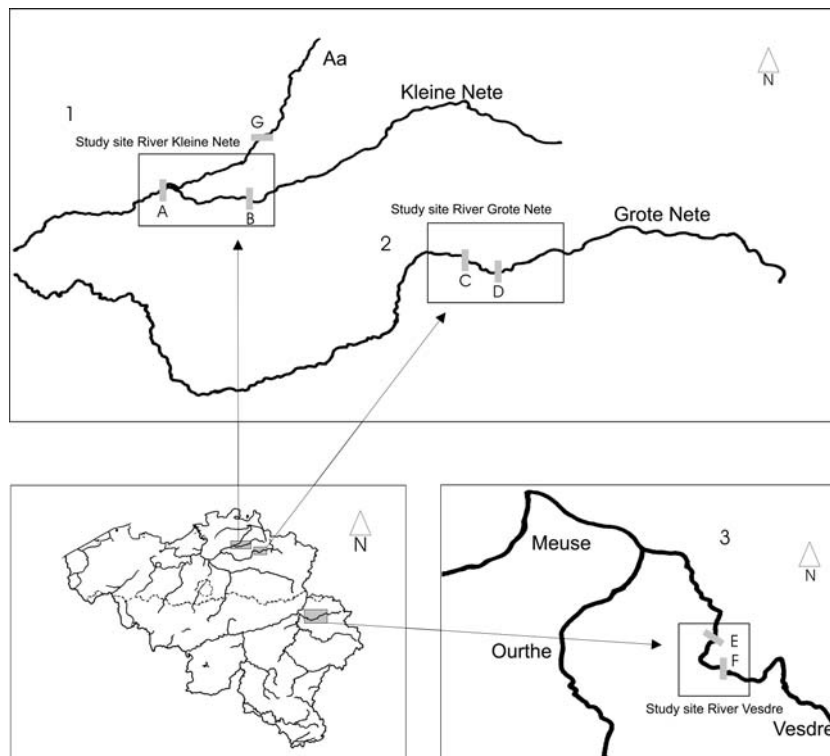 Aa
N
Kleine Nete
1
G
Study site River Kleine Nete
A
B
Study site River Grote Nete
Grote Nete
2
C
D
N
Meuse
3
N
Ourthe
E
F
Study site River Vesdre
Vesdre